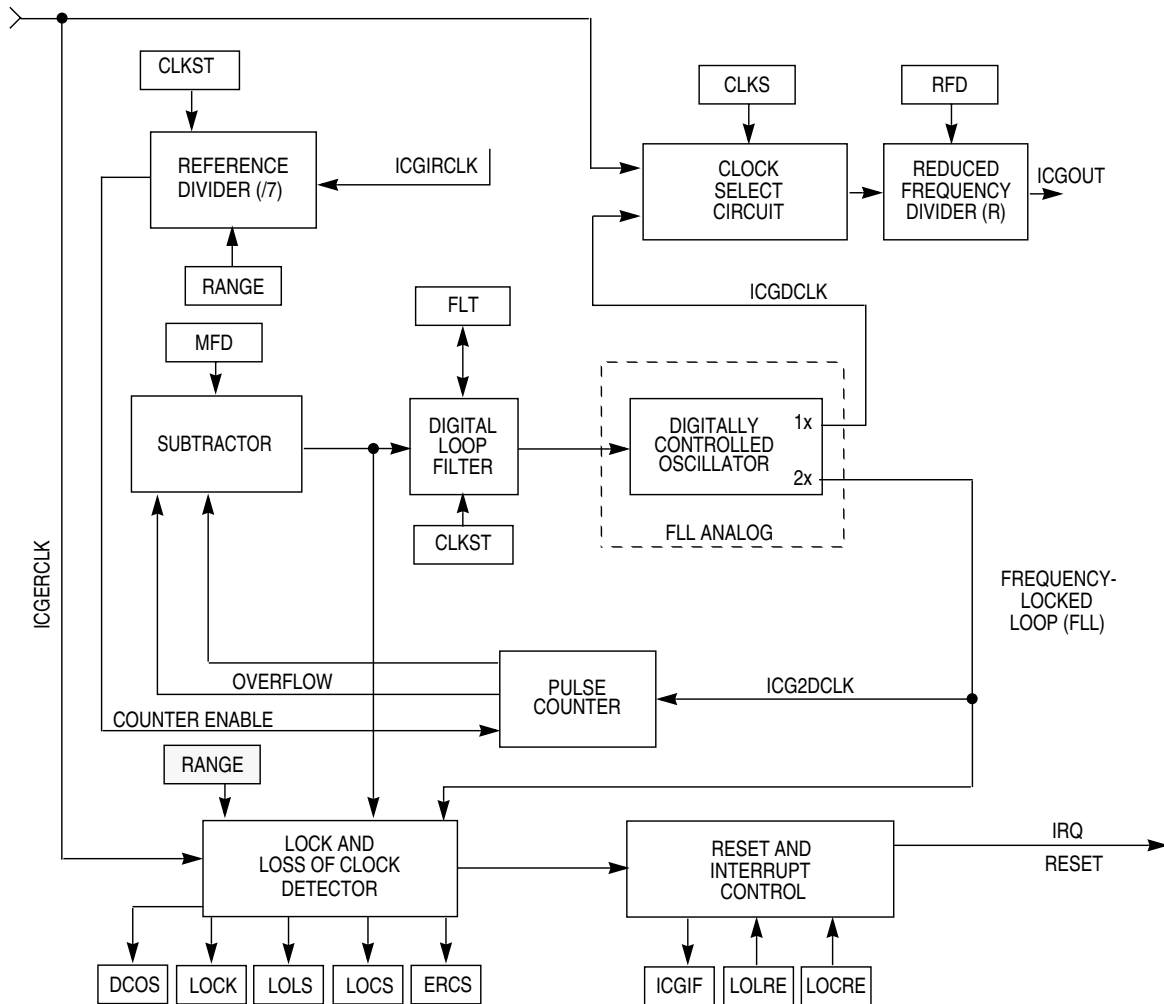 CLKST
CLKS
RFD
REFERENCE
DIVIDER (/7)
ICGIRCLK
CLOCK
SELECT
CIRCUIT
REDUCED
FREQUENCY
DIVIDER (R)
ICGOUT
RANGE
FLT
ICGDCLK
MFD
SUBTRACTOR
DIGITAL
LOOP
FILTER
DIGITALLY
CONTROLLED
OSCILLATOR
1x
2x
FLL ANALOG
CLKST
ICGERCLK
FREQUENCY-
LOCKED
LOOP (FLL)
OVERFLOW
PULSE
COUNTER
ICG2DCLK
COUNTER ENABLE
RANGE
LOCK AND
LOSS OF CLOCK
DETECTOR
RESET AND
INTERRUPT
CONTROL
IRQ
RESET
DCOS
LOCK
LOLS
LOCS
ERCS
ICGIF
LOLRE
LOCRE